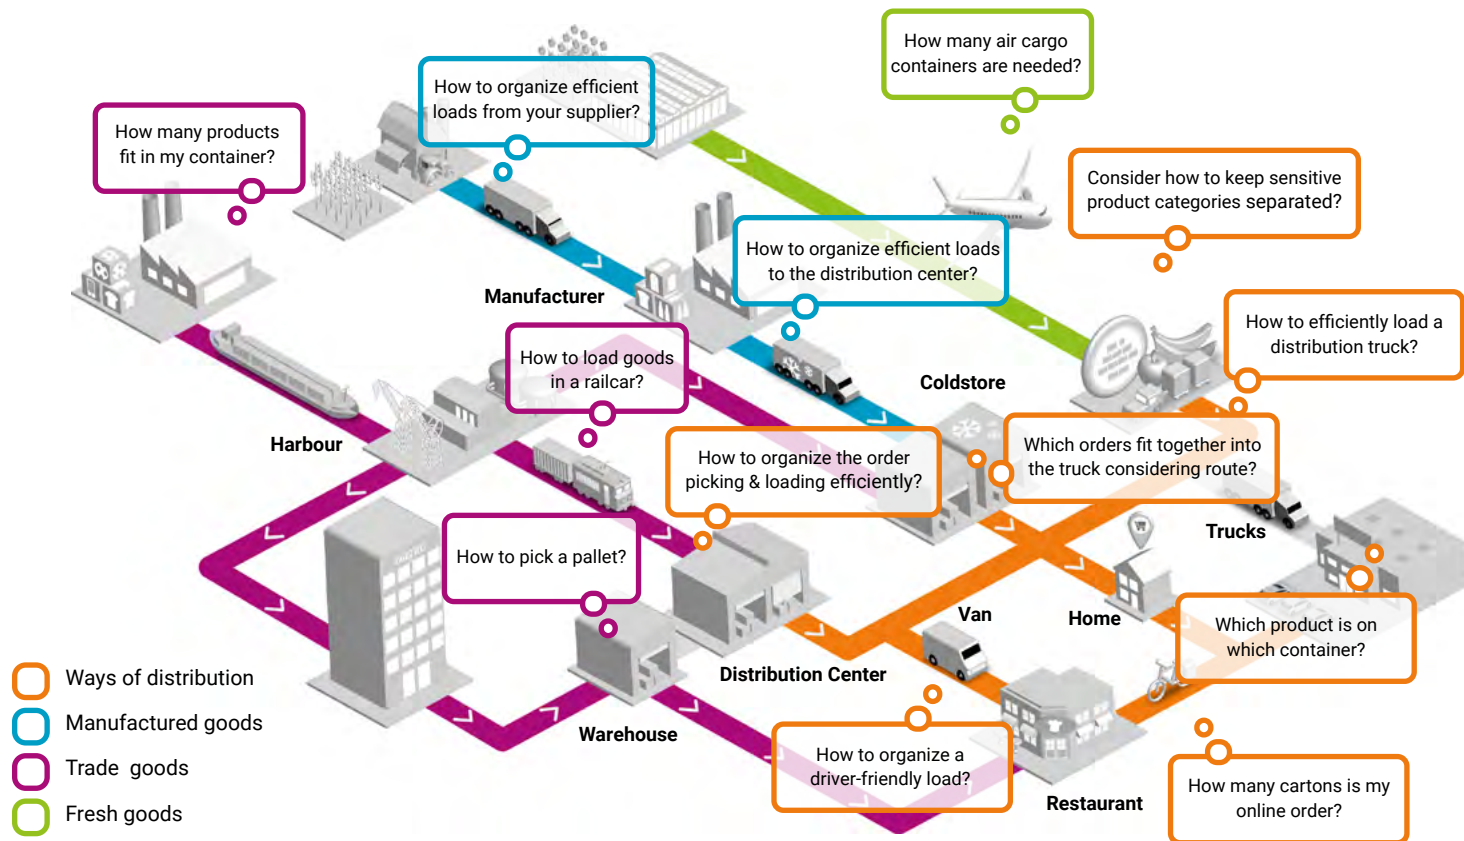 How many air cargo
containers are needed?
How to organize efficient
loads from your supplier?
How many products
fit in my container?
Consider how to keep sensitive
product categories separated?
How to organize efficient loads
to the distribution center?
Manufacturer
How to efficiently load a
distribution truck?
How to load goods
in a railcar?
Coldstore
Harbour
Which orders fit together into
the truck considering route?
How to organize the order
picking & loading efficiently?
Trucks
How to pick a pallet?
Van
Home
Which product is on
which container?
Distribution Center
Warehouse
How to organize a
driver-friendly load?
Restaurant
How many cartons is my
online order?
Ways of distribution
Manufactured goods
Trade goods
Fresh goods